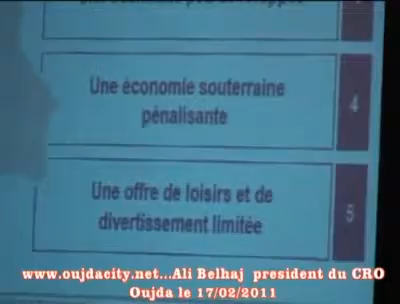 Une économie souterraine
pénalisante
4
Une offre de loisirs et de
divertissement limitée
5
www.oujdacity.net...Ali Belhaj president du CRO
Oujda le 17/02/2011